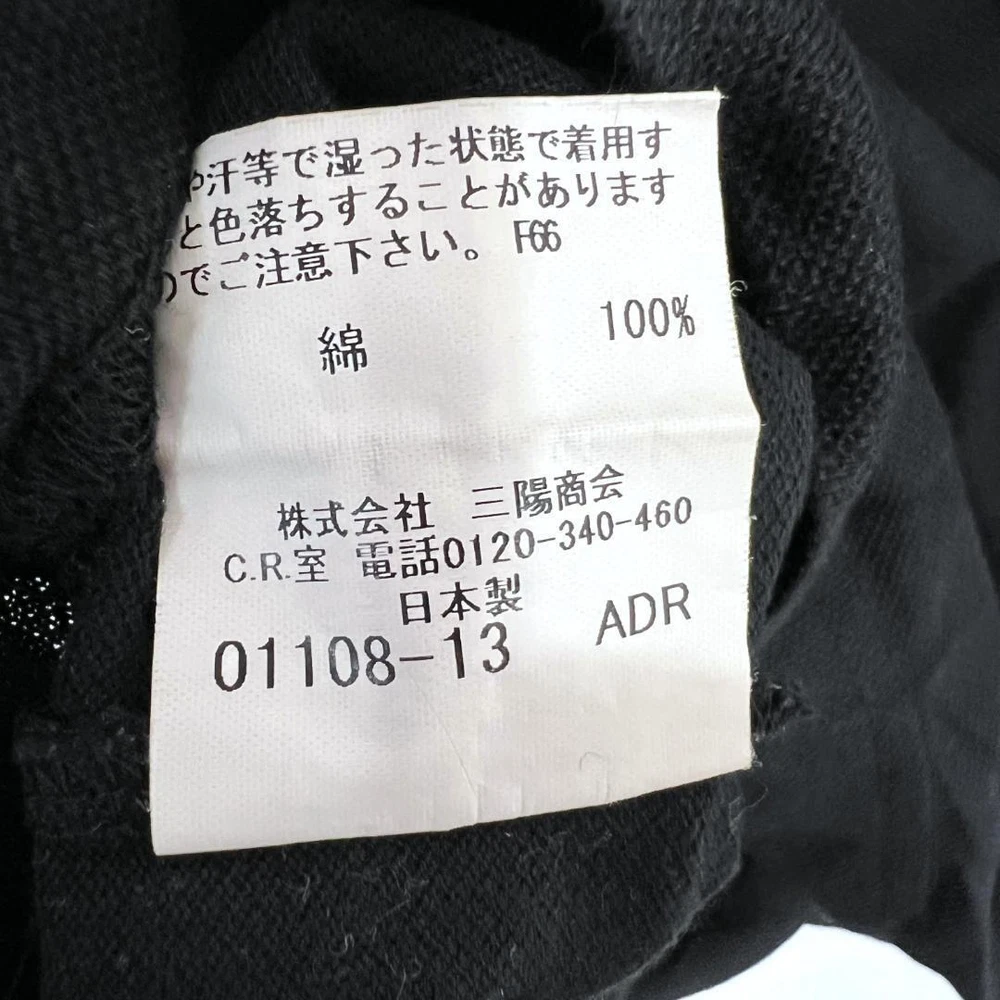 や汗等で湿った状態で着用す
と色落ちすることがあります
のでご注意下さい。 F66
綿 100%
株式会社 三陽商会
C.R.室 電話0120-340-460
日本製
01108-13 ADR